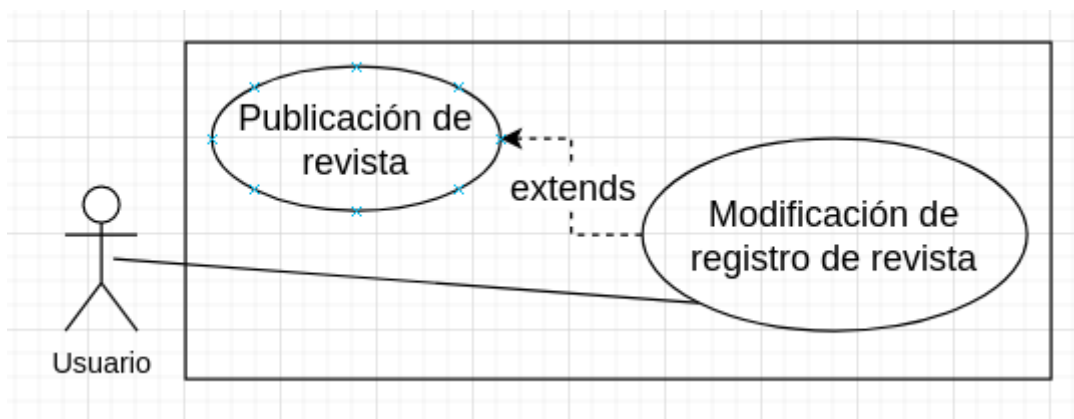 Publicación de
revista
extends
Modificación de
registro de revista
Usuario